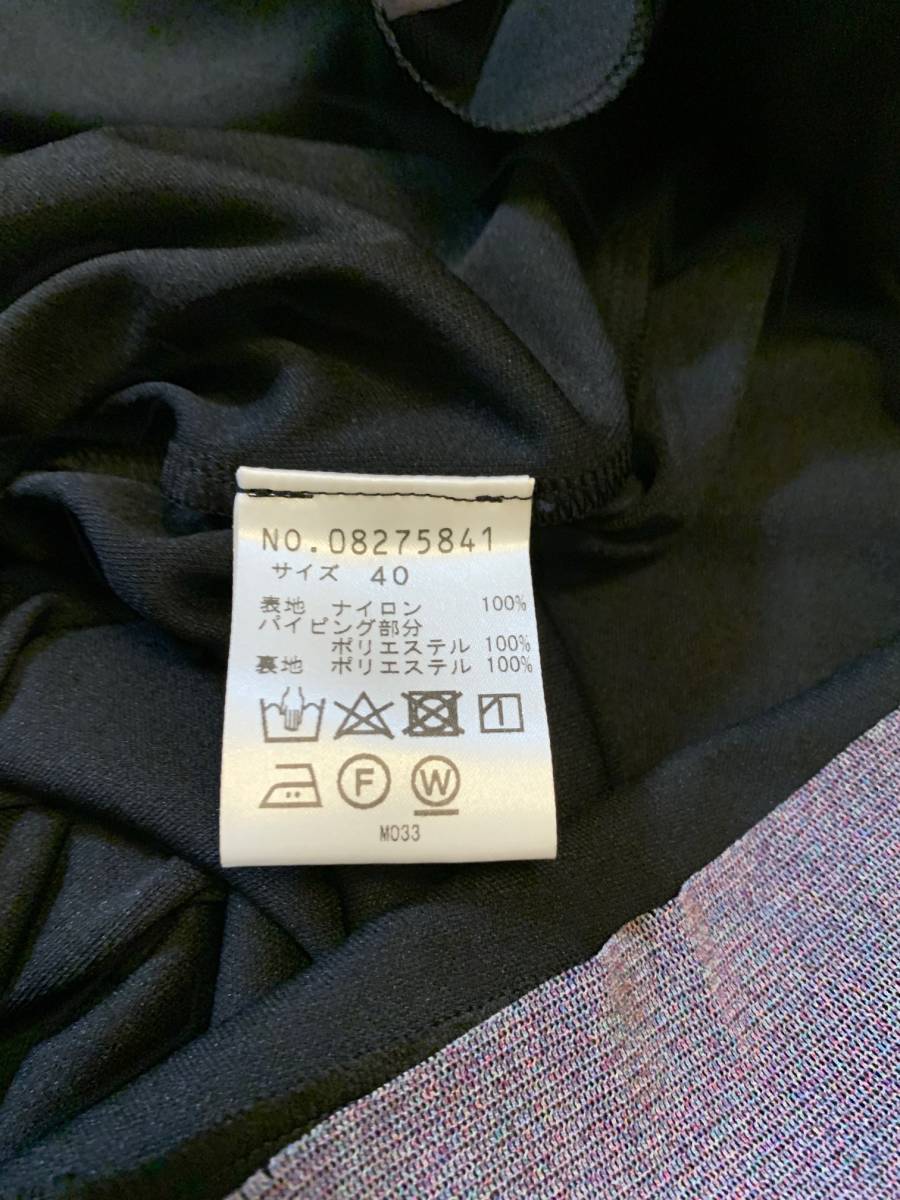 NO.08275841
サイズ 40
表地 ナイロン 100%
パイピング部分
ポリエステル 100%
裏地 ポリエステル 100%
F W
M033